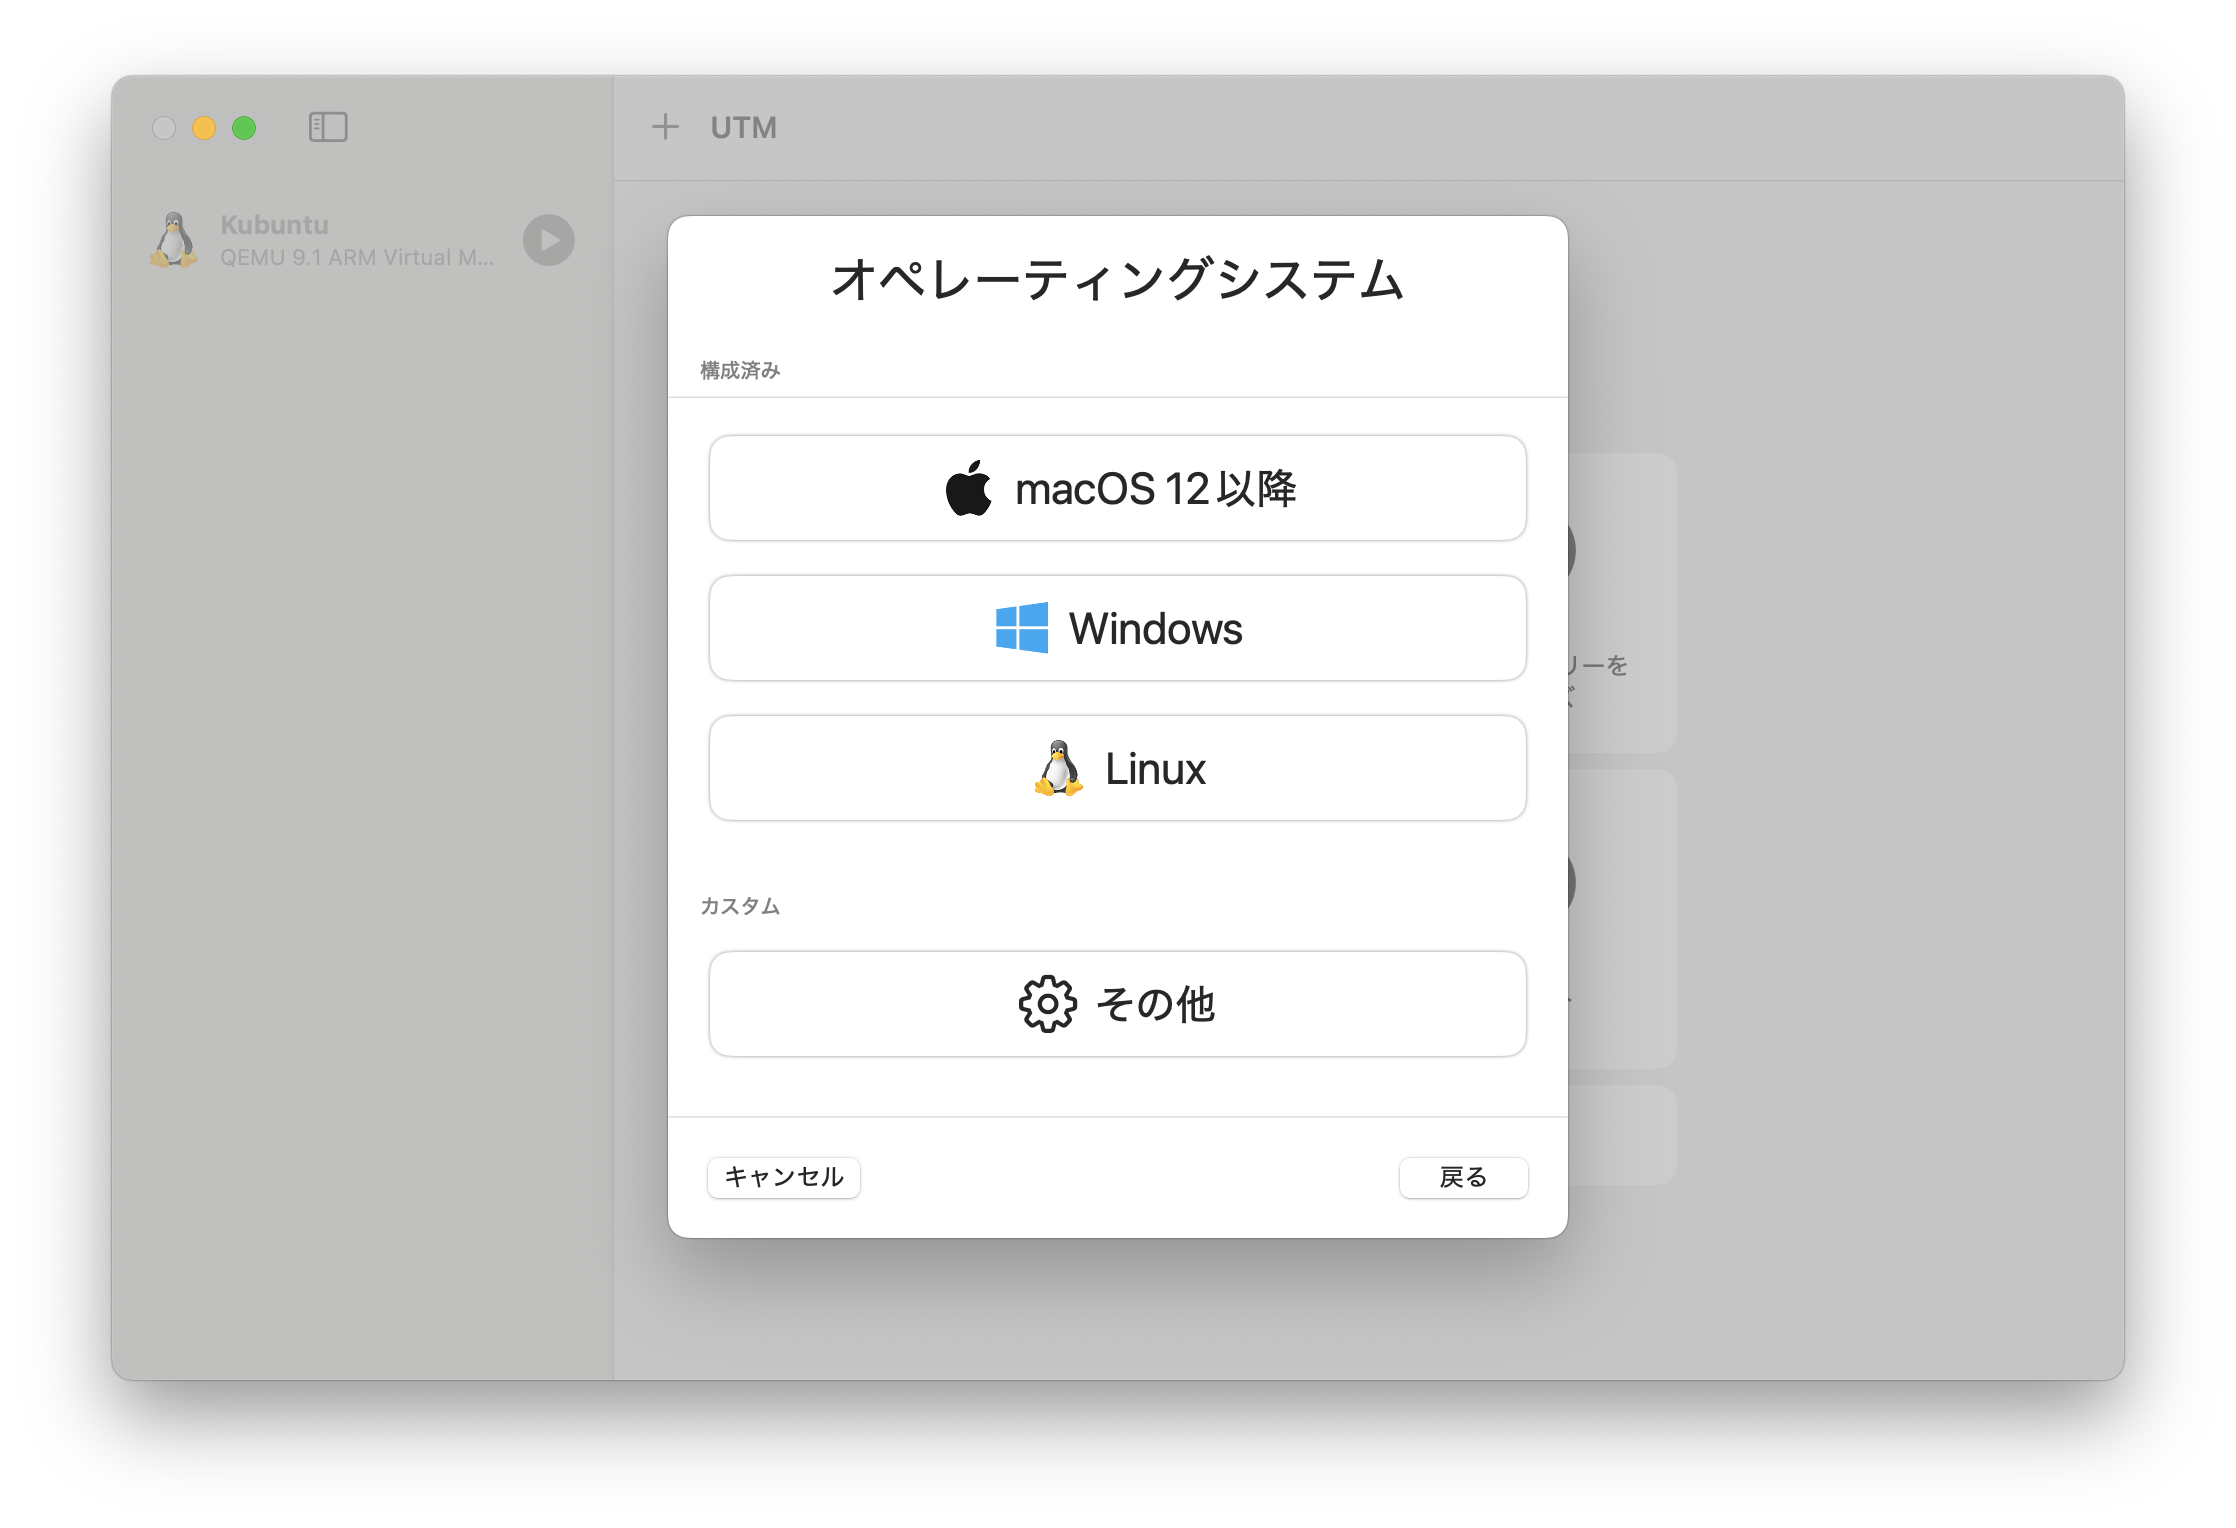 UTM
Kubuntu
QEMU 9.1 ARM Virtual M...
オペレーティングシステム
構成済み
macOS 12以降
Windows
Linux
カスタム
その他
キャンセル
戻る
リーを